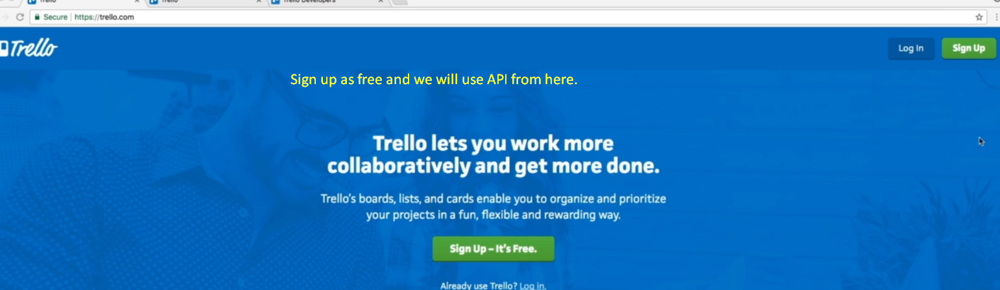 Trello
Trello
Trello Developers
Secure | https://trello.com
Trello
Log In
Sign Up
Sign up as free and we will use API from here.
Trello lets you work more
collaboratively and get more done.
Trello's boards, lists, and cards enable you to organize and prioritize
your projects in a fun, flexible and rewarding way.
Sign Up – It's Free.
Already use Trello? Log in.